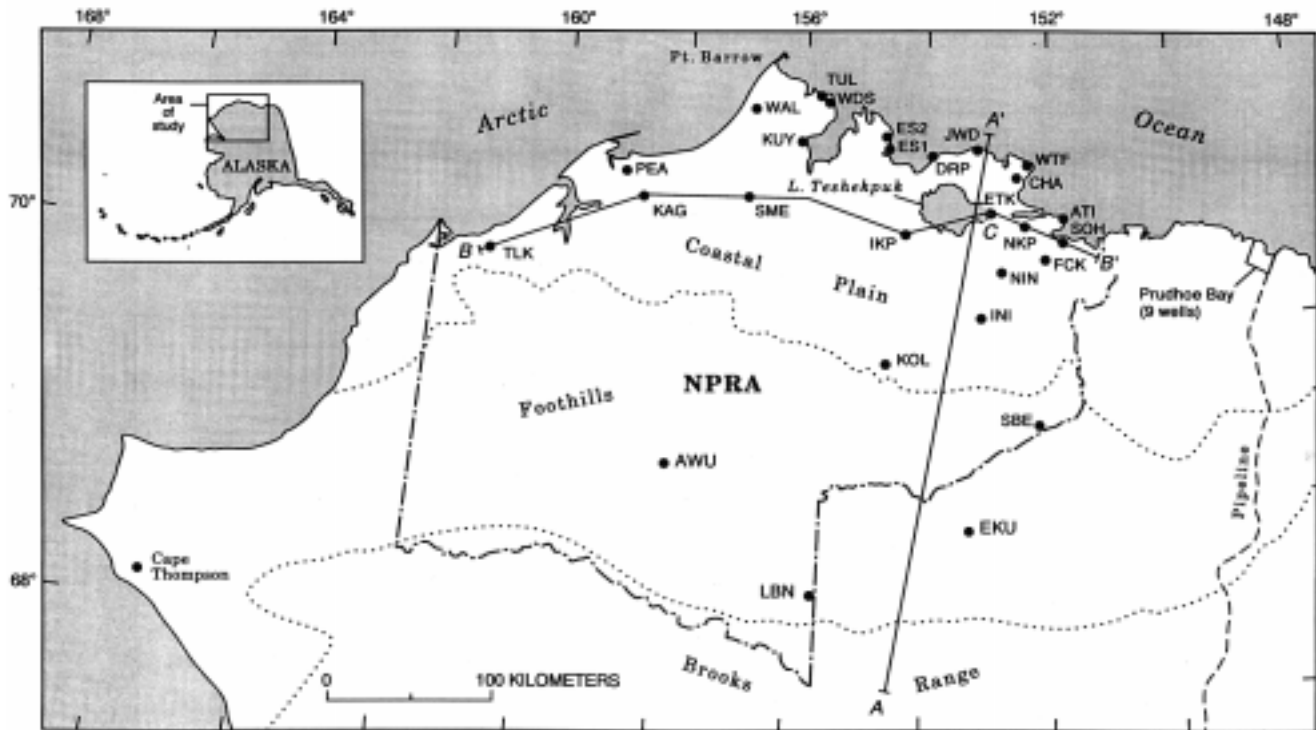 168°
164°
160°
156°
152°
148°
Pt. Barrow
TUL
WDS
Area
of
study
WAL
Arctic
Ocean
ES2
A'
KUY
ES1
JWD
WTF
ALASKA
PEA
DRP
CHA
L. Teshekpuk
70°
KAG
SME
ETK
ATI
C
SOH
IKP
NKP
B
TLK
Coastal
FCK
B'
NIN
Plain
Prudhoe Bay
(9 wells)
INI
KOL
NPRA
Foothills
SBE
AWU
Pipeline
EKU
Cape
Thompson
68°
LBN
Brooks
Range
0
100 KILOMETERS
A